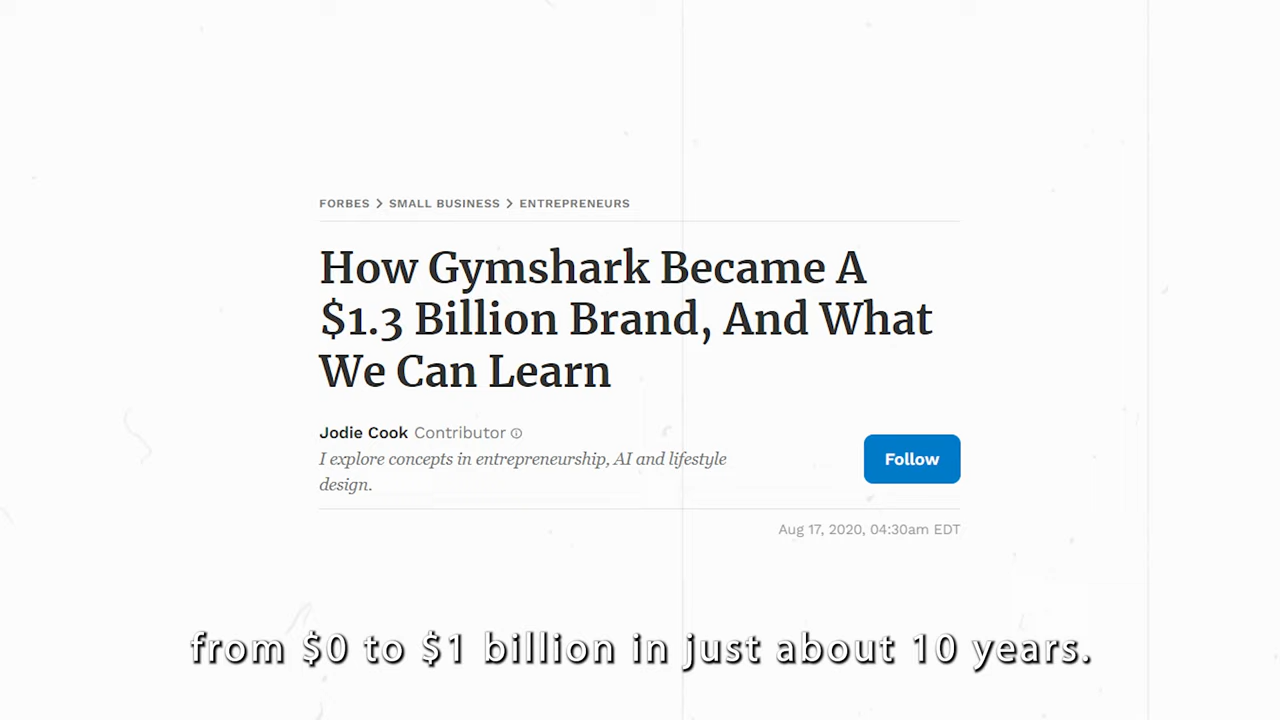 FORBES > SMALL BUSINESS > ENTREPRENEURS
How Gymshark Became A
$1.3 Billion Brand, And What
We Can Learn
Jodie Cook Contributor
I explore concepts in entrepreneurship, AI and lifestyle
design.
Follow
Aug 17, 2020, 04:30am EDT
from $0 to $1 billion in just about 10 years.